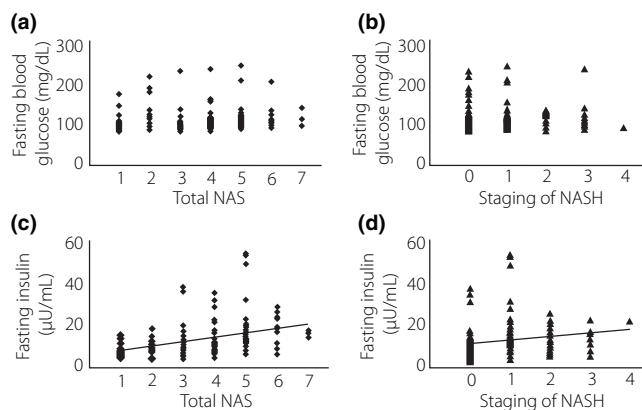 (a)
300
200
100
0
Fasting blood
glucose (mg/dL)
1 2 3 4 5 6 7
Total NAS
(b)
300
200
100
0
Fasting blood
glucose (mg/dL)
0 1 2 3 4
Staging of NASH
(c)
60
40
20
0
Fasting insulin
(µU/mL)
1 2 3 4 5 6 7
Total NAS
(d)
60
40
20
0
Fasting insulin
(µU/mL)
0 1 2 3 4
Staging of NASH